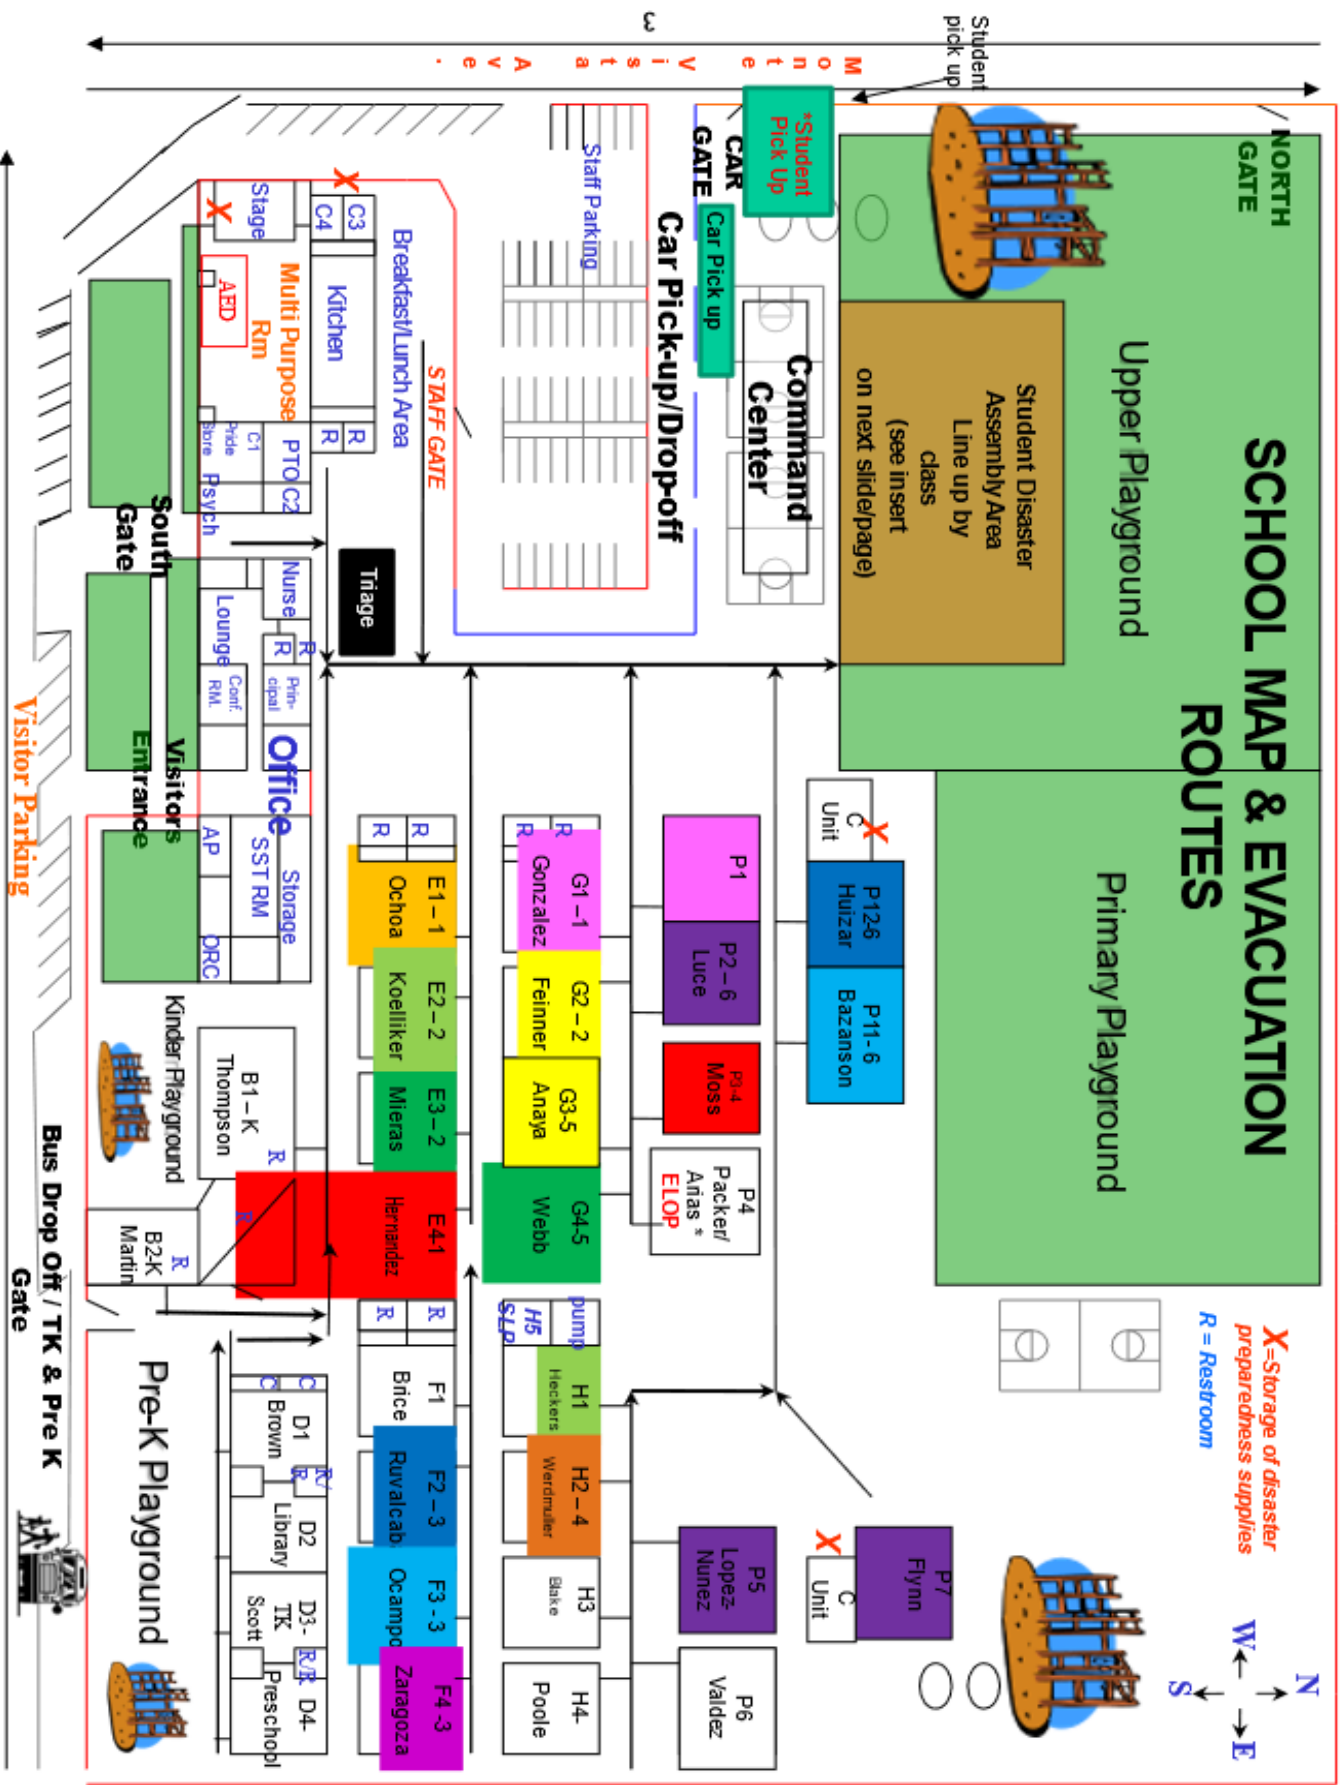 SCHOOL MAP & EVACUATION
ROUTES
X=Storage of disaster
preparedness supplies
R = Restroom
N
W
E
S
NORTH
GATE
Student
pick up
Upper Playground
Primary Playground
Student Disaster
Assembly Area
Line up by
class
(see insert
on next slide/page)
*Student
Pick Up
CAR
GATE
Car Pick up
Command
Center
Car Pick-up/Drop-off
Staff Parking
Monte Vista Ave.
3
C
Unit
X
P12-6
Huizar
P11-6
Bazanson
P7
Flynn
X
C
Unit
P1
P2 – 6
Luce
P3-4
Moss
P4
Packer/
Arias *
ELOP
P5
Lopez-
Nunez
P6
Valdez
R
R
G1 –1
Gonzalez
G2 – 2
Feinner
G3-5
Anaya
G4-5
Webb
pump
H5
SLP
H1
Heckers
H2 – 4
Werdmuller
H3
Blake
H4-
Poole
STAFF GATE
Breakfast/Lunch Area
R
R
E1 – 1
Ochoa
E2 – 2
Koelliker
E3 – 2
Mieras
E4-1
Hernandez
R
R
R
F1
Brice
F2 – 3
Ruvalcab
F3 - 3
Ocampo
F4 -3
Zaragoza
X
C3
C4
Kitchen
R
R
Triage
Stage
X
Multi Purpose
Rm
AED
PTO
C2
C1
Pride
Store
Psych
Nurse
R
R
Lounge
Prin-
cipal
Conf.
RM.
Office
Storage
SST RM
AP
ORC
B1 – K
Thompson
R
B2-K
Martin
R
C
C
D1
Brown
R/
R
D2
Library
D3-
TK
Scott
R/R
D4-
Preschool
South
Gate
Visitors
Entrance
Kinder Playground
Pre-K Playground
Visitor Parking
Bus Drop Off / TK & Pre K
Gate